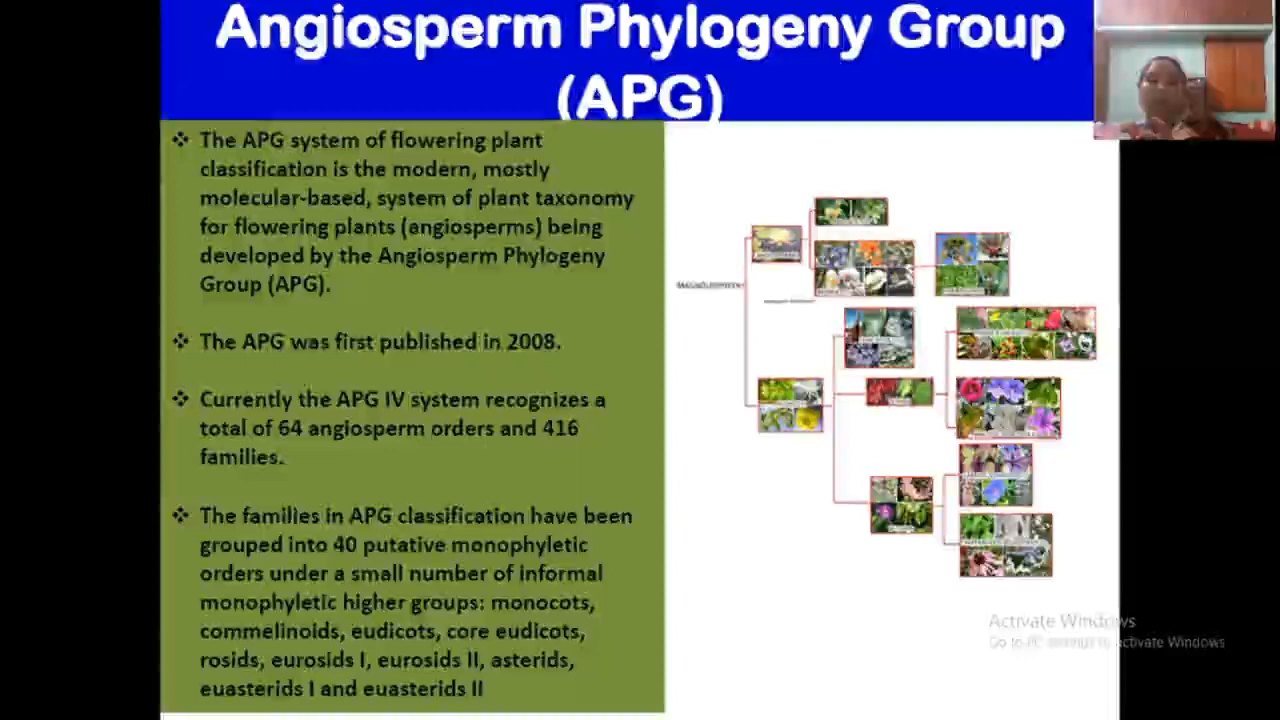 Angiosperm Phylogeny Group
(APG)
❖ The APG system of flowering plant
classification is the modern, mostly
molecular-based, system of plant taxonomy
for flowering plants (angiosperms) being
developed by the Angiosperm Phylogeny
Group (APG).
❖ The APG was first published in 2008.
❖ Currently the APG IV system recognizes a
total of 64 angiosperm orders and 416
families.
❖ The families in APG classification have been
grouped into 40 putative monophyletic
orders under a small number of informal
monophyletic higher groups: monocots,
commelinoids, eudicots, core eudicots,
rosids, eurosids I, eurosids II, asterids,
euasterids I and euasterids II
Activate Windows
Go to PC settings to activate Windows